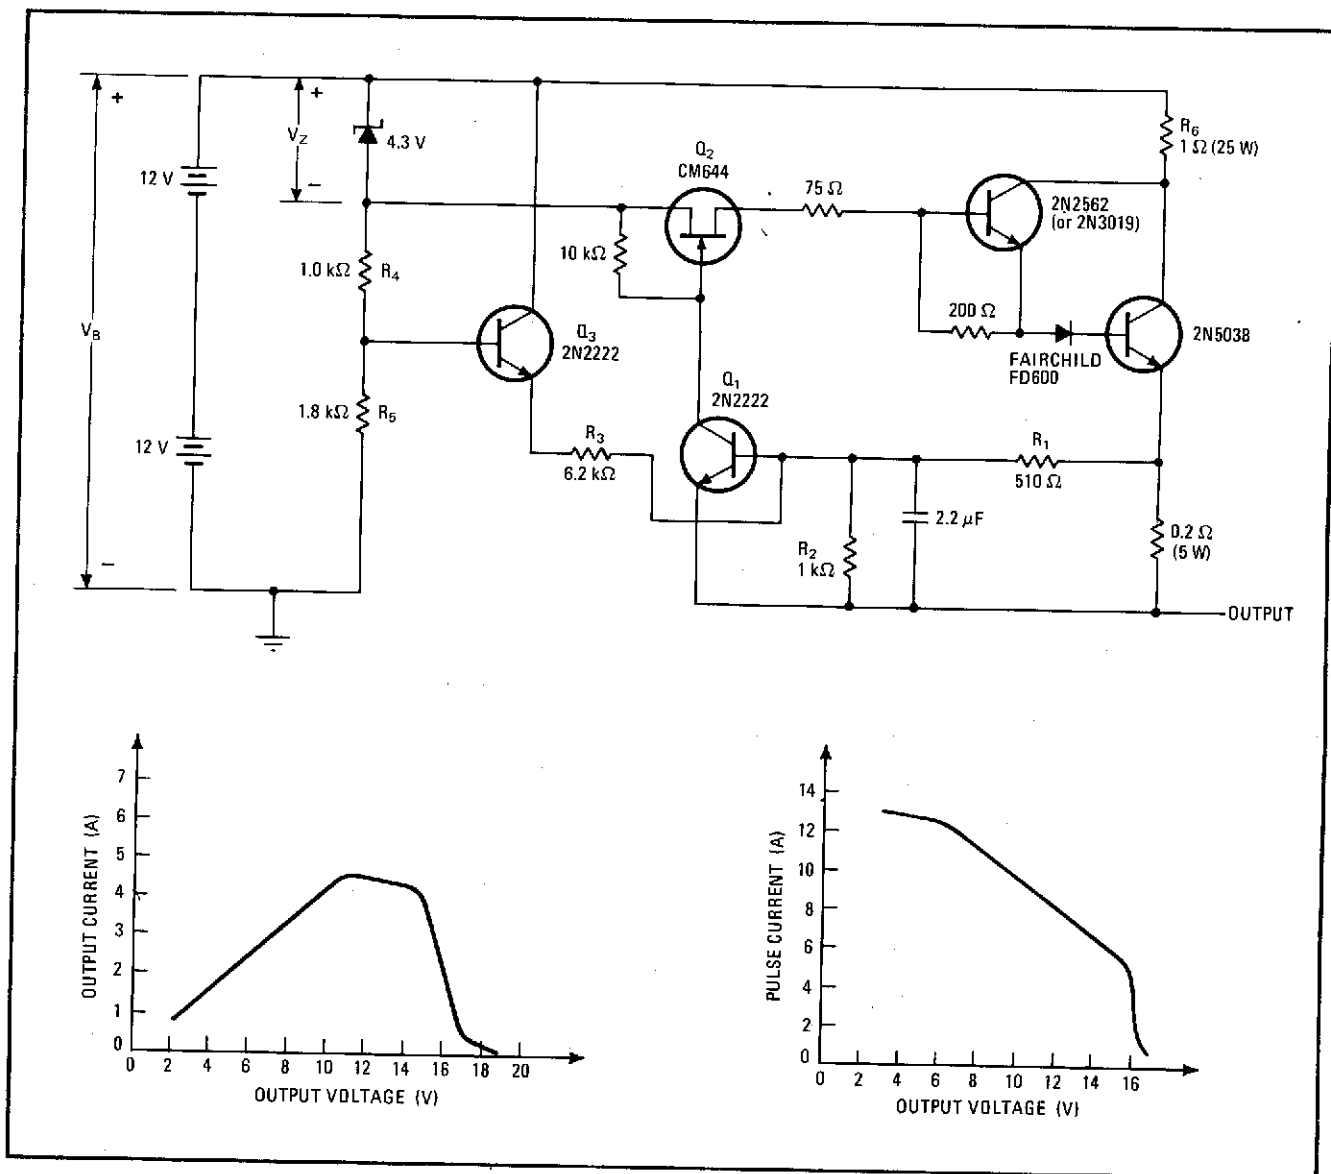 +
+
V_Z
−
4.3 V
12 V
Q₂
CM644
75 Ω
R₆
1 Ω (25 W)
2N2562
(or 2N3019)
10 kΩ
1.0 kΩ
R₄
V_B
200 Ω
2N5038
FAIRCHILD
FD600
Q₃
2N2222
Q₁
2N2222
1.8 kΩ
R₅
12 V
R₃
6.2 kΩ
R₁
510 Ω
2.2 μF
R₂
1 kΩ
0.2 Ω
(5 W)
−
OUTPUT
OUTPUT CURRENT (A)
7
6
5
4
3
2
1
0
0 2 4 6 8 10 12 14 16 18 20
OUTPUT VOLTAGE (V)
PULSE CURRENT (A)
14
12
10
8
6
4
2
0
0 2 4 6 8 10 12 14 16
OUTPUT VOLTAGE (V)